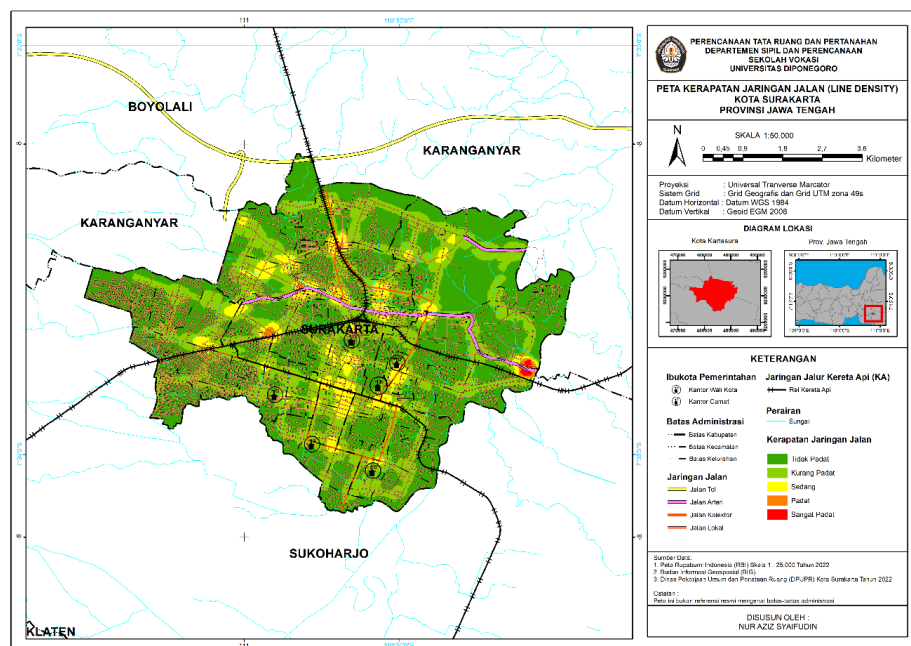 111
BOYOLALI
KARANGANYAR
KARANGANYAR
SURAKARTA
SUKOHARJO
KLATEN
111
PERENCANAAN TATA RUANG DAN PERTANAHAN
DEPARTEMEN SIPIL DAN PERENCANAAN
SEKOLAH VOKASI
UNIVERSITAS DIPONEGORO
PETA KERAPATAN JARINGAN JALAN (LINE DENSITY)
KOTA SURAKARTA
PROVINSI JAWA TENGAH
N
SKALA 1:50,000
0 0,45 0,9 1,8 2,7 3,6
Kilometer
Proyeksi : Universal Tranverse Marcator
Sistem Grid : Grid Geografis dan Grid UTM zona 49s
Datum Horizontal : Datum WGS 1984
Datum Vertikal : Geoid EGM 2008
DIAGRAM LOKASI
Kota Kartasura Prov. Jawa Tengah
KETERANGAN
Ibukota Pemerintahan
Kantor Wali Kota
Kantor Camat
Batas Administrasi
Batas Kabupaten
Batas Kecamatan
Batas Kelurahan
Jaringan Jalan
Jalan Tol
Jalan Arteri
Jalan Kolektor
Jalan Lokal
Jaringan Jalur Kereta Api (KA)
Rel Kereta Api
Perairan
Sungai
Kerapatan Jaringan Jalan
Tidak Padat
Kurang Padat
Sedang
Padat
Sangat Padat
Sumber Data:
1. Peta Rupabumi Indonesia (RBI) Skala 1 : 25.000 Tahun 2022
2. Badan Informasi Geospasial (BIG)
3. Dinas Pekerjaan Umum dan Penataan Ruang (DPUPR) Kota Surakarta Tahun 2022
Catatan :
Peta ini bukan referensi resmi mengenai batas-batas administrasi
DISUSUN OLEH :
NUR AZIZ SYAIFUDIN